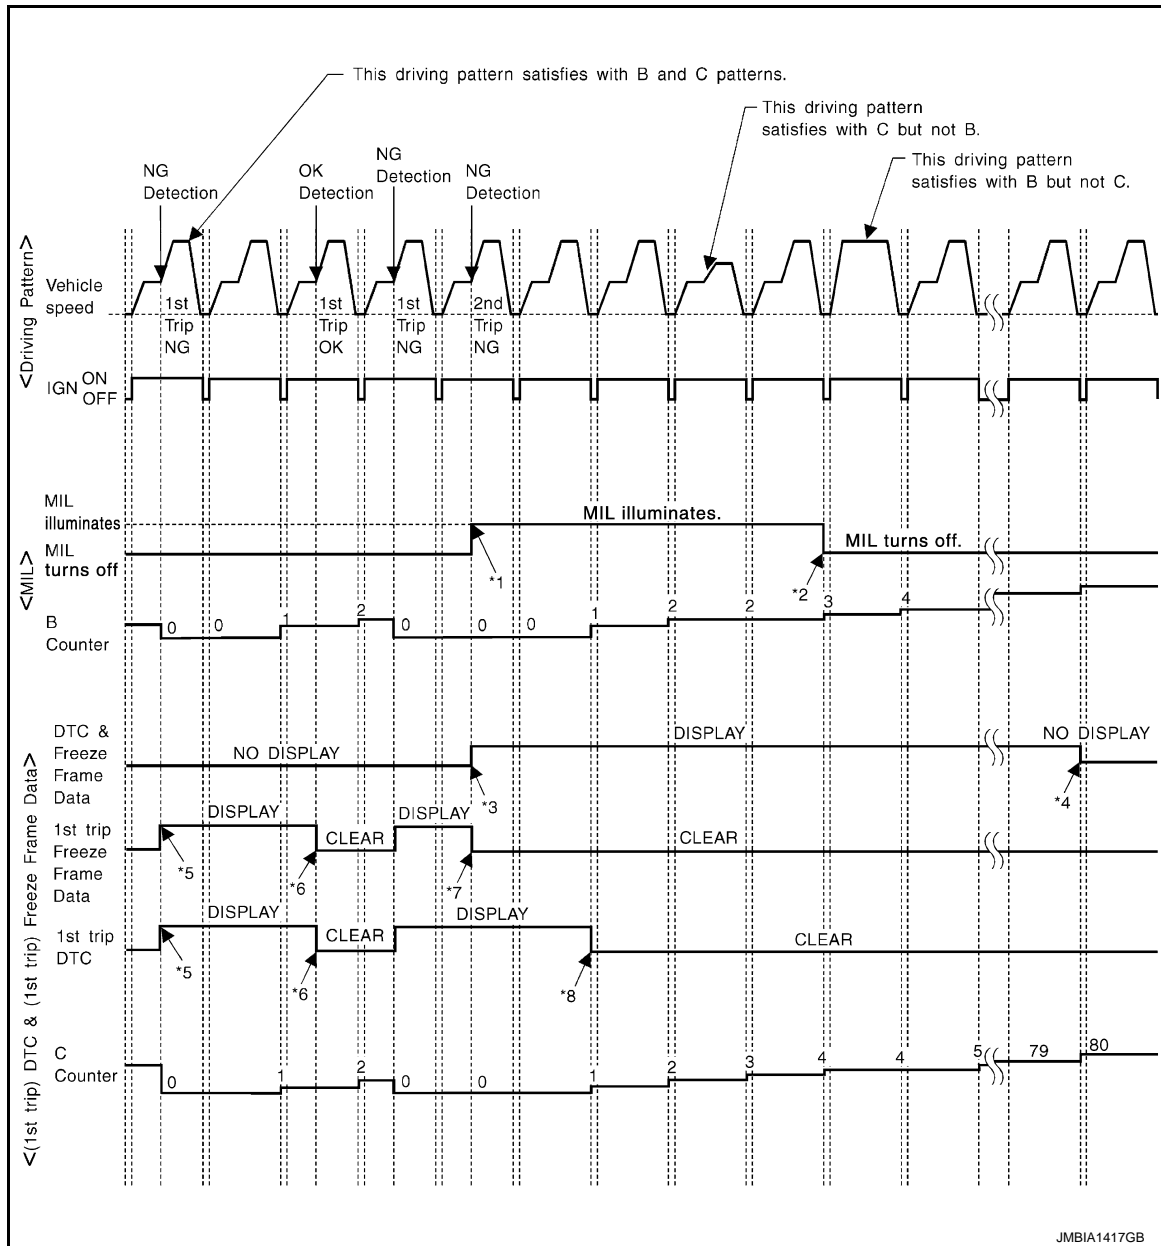 This driving pattern satisfies with B and C patterns.
This driving pattern
satisfies with C but not B.
This driving pattern
satisfies with B but not C.
NG
Detection
OK
Detection
NG
Detection
NG
Detection
<Driving Pattern>
Vehicle
speed
1st
Trip
NG
1st
Trip
OK
1st
Trip
NG
2nd
Trip
NG
IGN ON
OFF
<MIL>
MIL
illuminates
MIL illuminates.
MIL
turns off
MIL turns off.
*1
*2
B
Counter
0 0 1 2 0 0 0 1 2 2 3 4
<(1st trip) DTC & (1st trip) Freeze Frame Data>
DTC &
Freeze
Frame
Data
NO DISPLAY
DISPLAY
NO DISPLAY
*3
*4
1st trip
Freeze
Frame
Data
DISPLAY
CLEAR
DISPLAY
CLEAR
*5
*6
*7
1st trip
DTC
DISPLAY
CLEAR
DISPLAY
CLEAR
*5
*6
*8
C
Counter
0 1 2 0 0 1 2 3 4 4 5 79 80
JMBIA1417GB